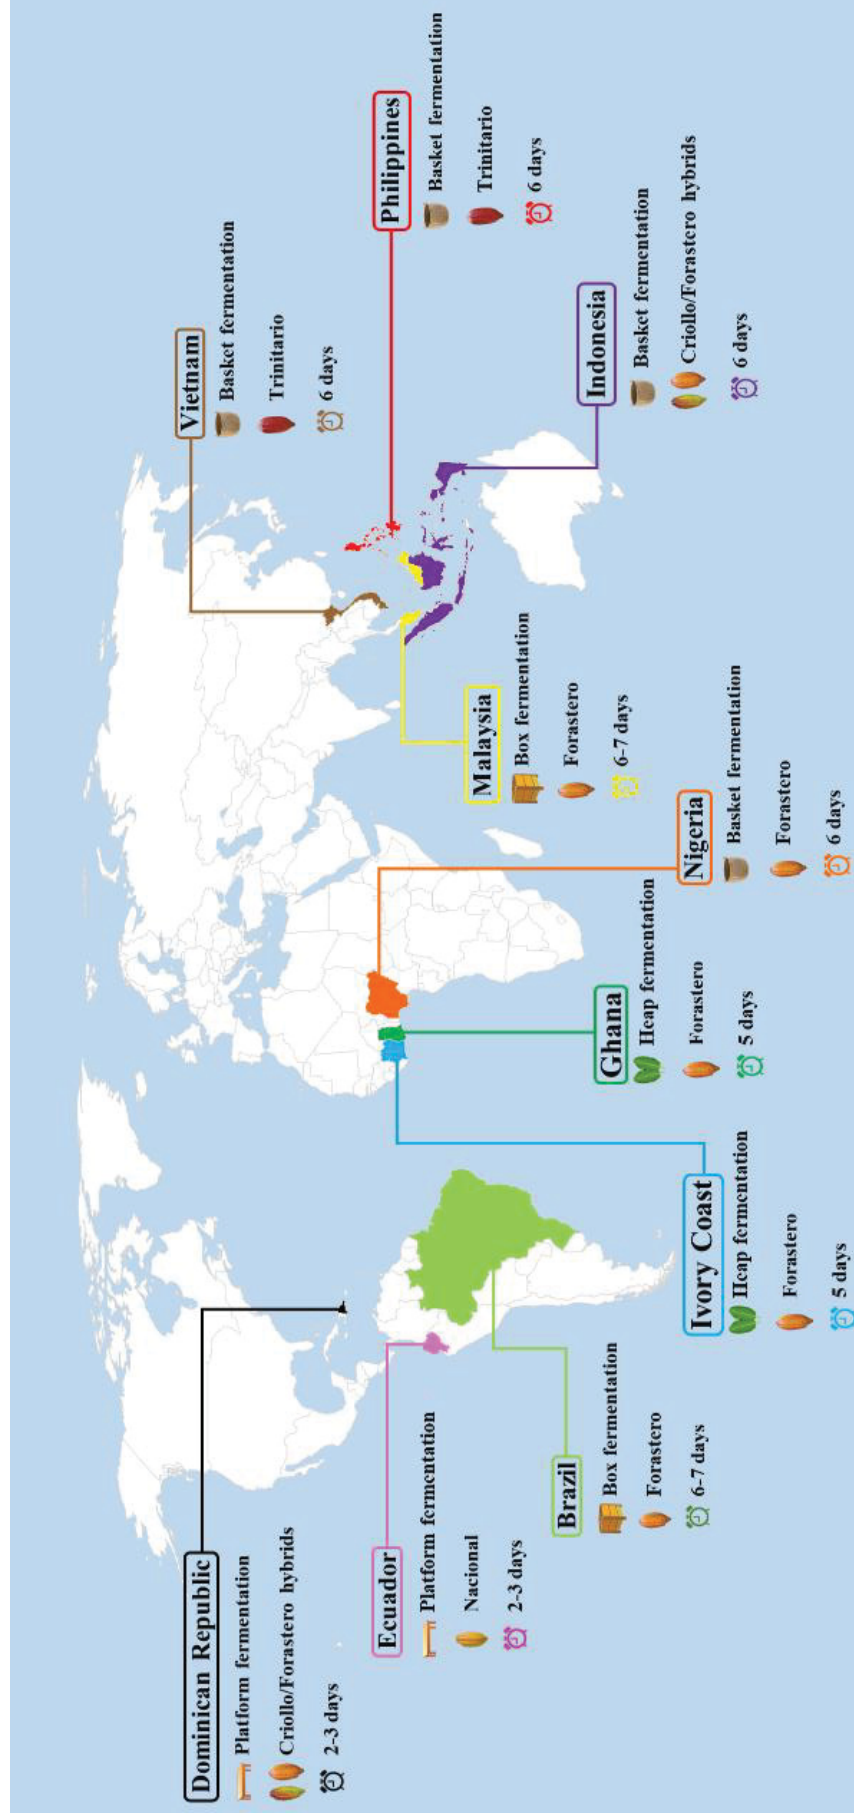 Dominican Republic
Platform fermentation
Criollo/Forastero hybrids
2-3 days
Ecuador
Platform fermentation
Nacional
2-3 days
Brazil
Box fermentation
Forastero
6-7 days
Ivory Coast
Heap fermentation
Forastero
5 days
Ghana
Heap fermentation
Forastero
5 days
Nigeria
Basket fermentation
Forastero
6 days
Malaysia
Box fermentation
Forastero
6-7 days
Vietnam
Basket fermentation
Trinitario
6 days
Philippines
Basket fermentation
Trinitario
6 days
Indonesia
Basket fermentation
Criollo/Forastero hybrids
6 days